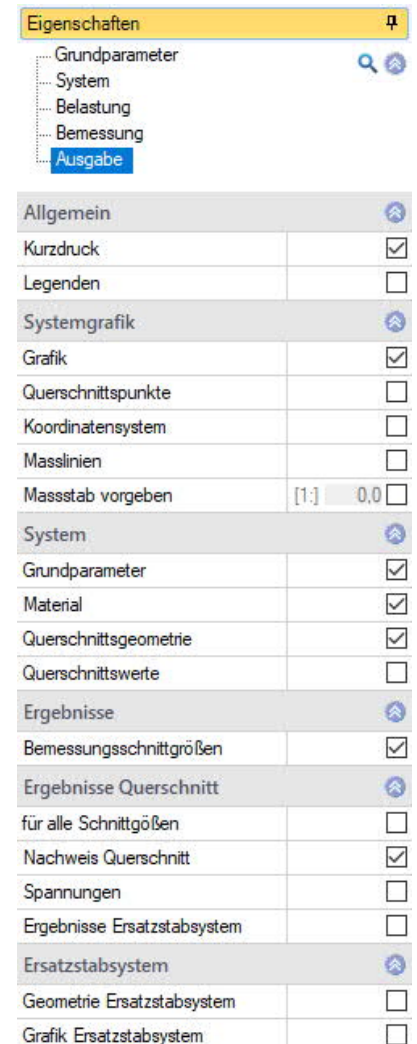 Eigenschaften
Grundparameter
System
Belastung
Bemessung
Ausgabe
Allgemein
Kurzdruck
Legenden
Systemgrafik
Grafik
Querschnittspunkte
Koordinatensystem
Masslinien
Massstab vorgeben [1:] 0,0
System
Grundparameter
Material
Querschnittsgeometrie
Querschnittswerte
Ergebnisse
Bemessungsschnittgrößen
Ergebnisse Querschnitt
für alle Schnittgößen
Nachweis Querschnitt
Spannungen
Ergebnisse Ersatzstabsystem
Ersatzstabsystem
Geometrie Ersatzstabsystem
Grafik Ersatzstabsystem